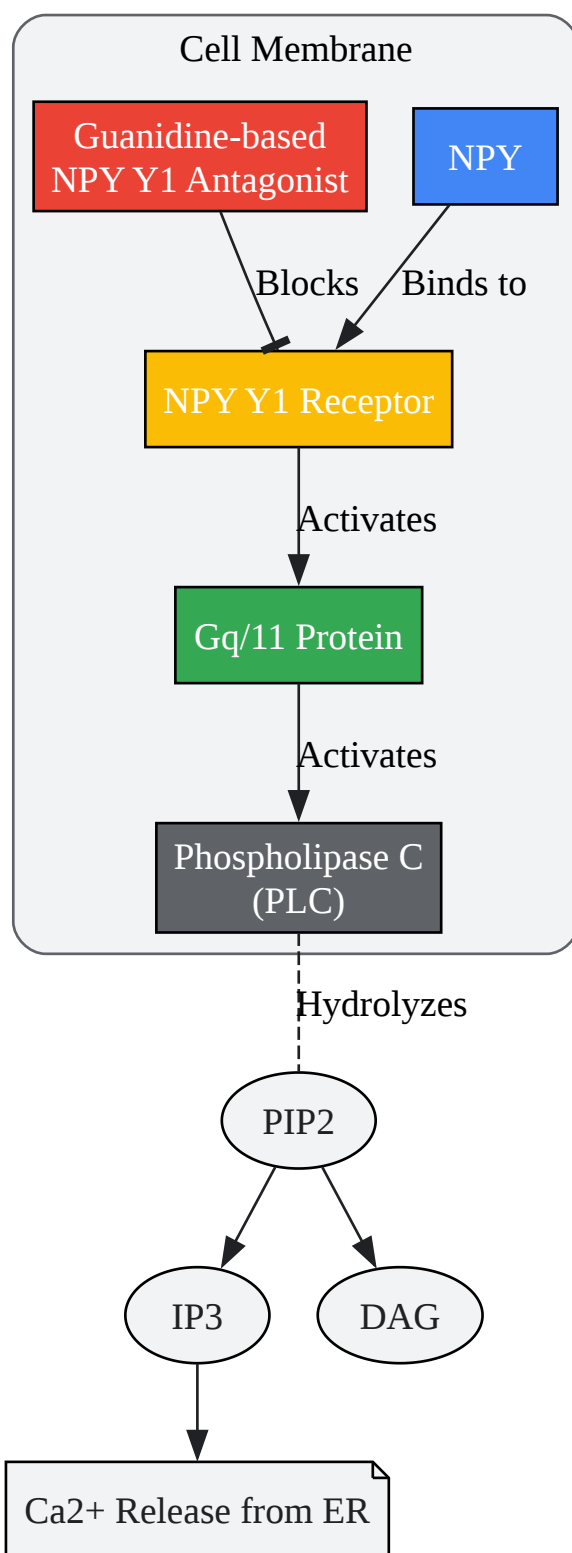 Cell Membrane
Guanidine-based
NPY Y1 Antagonist
NPY
Blocks
Binds to
NPY Y1 Receptor
Activates
Gq/11 Protein
Activates
Phospholipase C
(PLC)
Hydrolyzes
PIP2
IP3
DAG
Ca2+ Release from ER